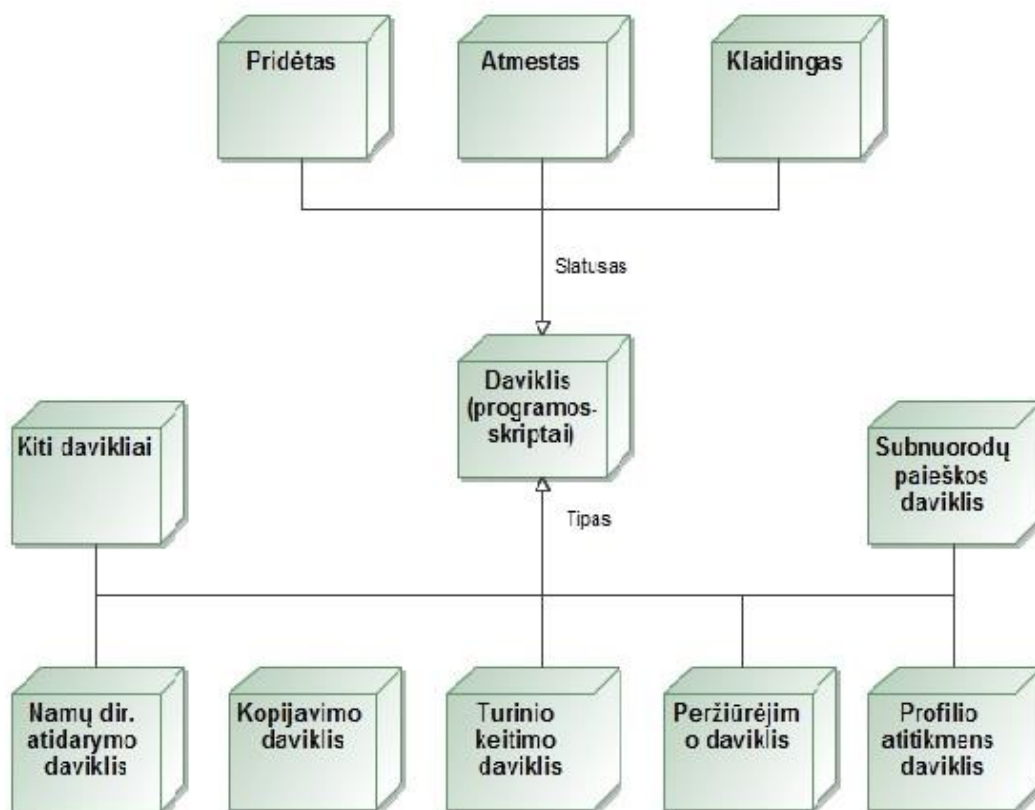 Pridėtas
Atmestas
Klaidingas
Slatusas
Daviklis
(programos-
skriptai)
Kiti davikliai
Subnuorodų
paieškos
daviklis
Tipas
Namų dir.
atidarymo
daviklis
Kopijavimo
daviklis
Turinio
keitimo
daviklis
Peržiūrėjim
o daviklis
Profilio
atitikmens
daviklis